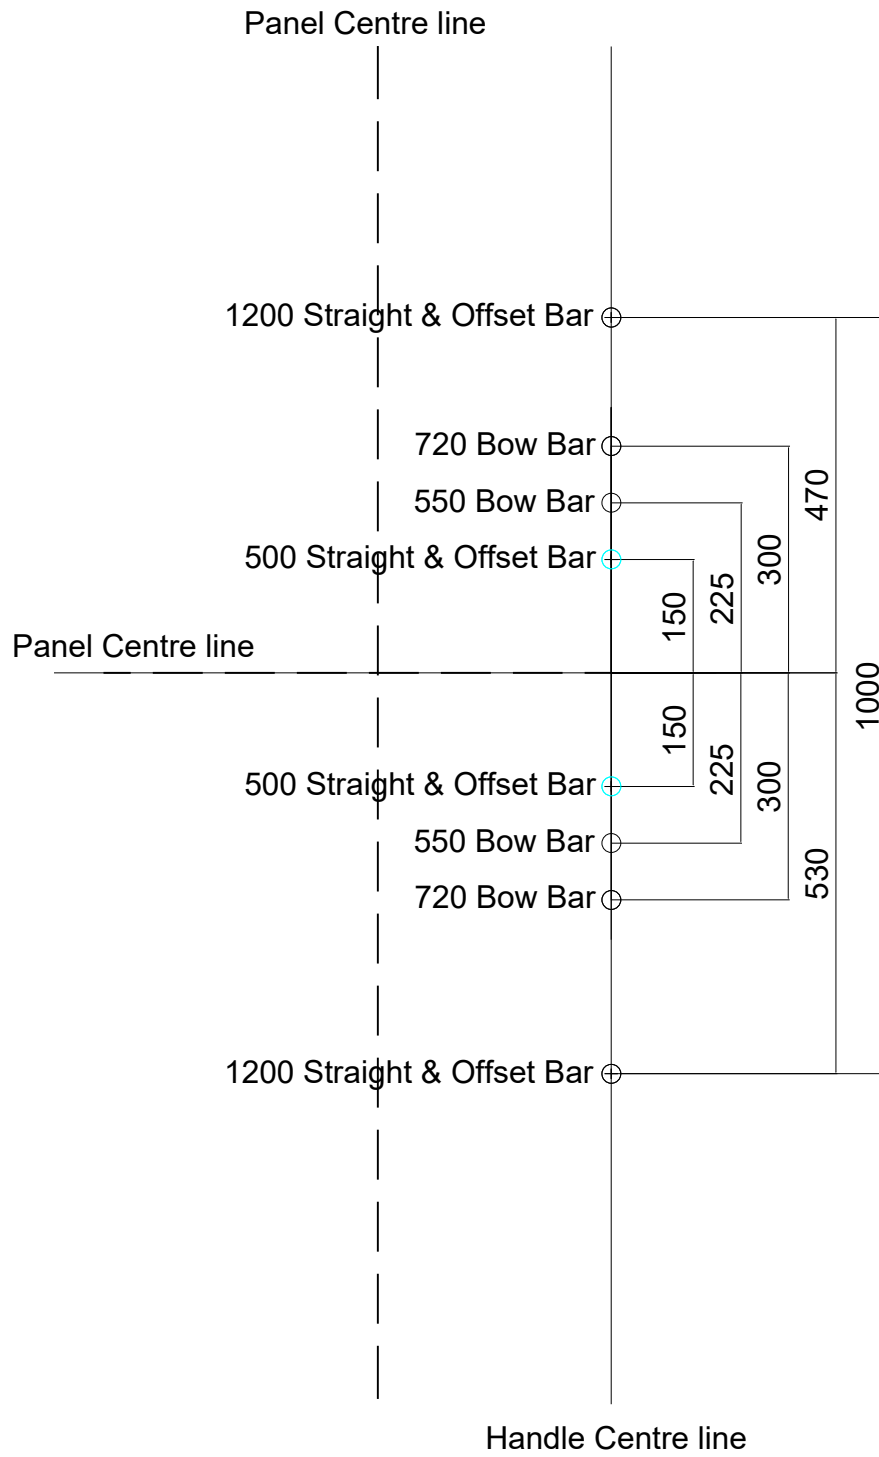 Panel Centre line
1200 Straight & Offset Bar
720 Bow Bar
470
550 Bow Bar
500 Straight & Offset Bar
300
225
150
Panel Centre line
1000
150
225
300
500 Straight & Offset Bar
550 Bow Bar
530
720 Bow Bar
1200 Straight & Offset Bar
Handle Centre line